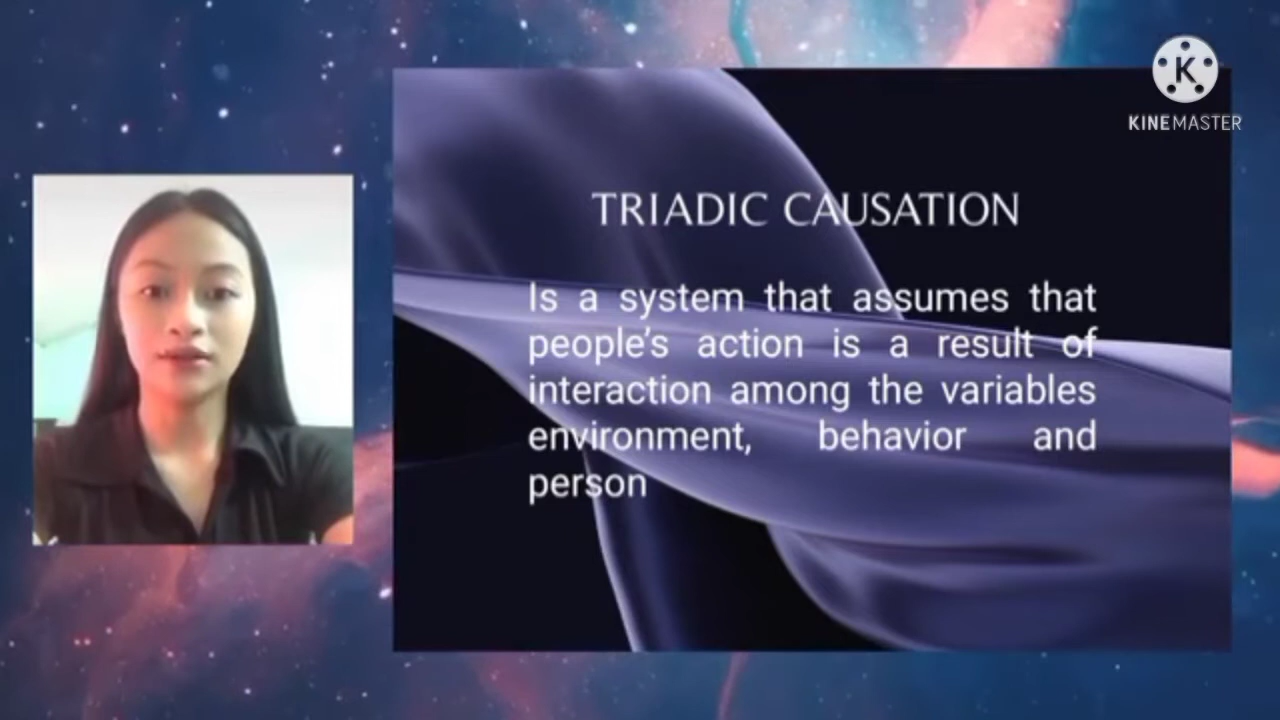 KINEMASTER
TRIADIC CAUSATION
Is a system that assumes that
people's action is a result of
interaction among the variables
environment, behavior and
person